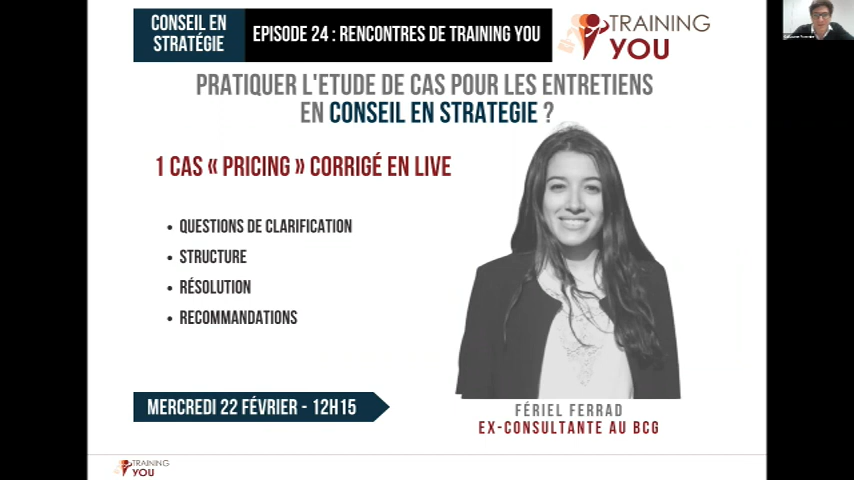 CONSEIL EN
STRATÉGIE
EPISODE 24 : RENCONTRES DE TRAINING YOU
TRAINING
YOU
PRATIQUER L'ETUDE DE CAS POUR LES ENTRETIENS
EN CONSEIL EN STRATEGIE ?
1 CAS « PRICING » CORRIGÉ EN LIVE
• QUESTIONS DE CLARIFICATION
• STRUCTURE
• RÉSOLUTION
• RECOMMANDATIONS
MERCREDI 22 FÉVRIER - 12H15
FÉRIEL FERRAD
EX-CONSULTANTE AU BCG
TRAINING
YOU